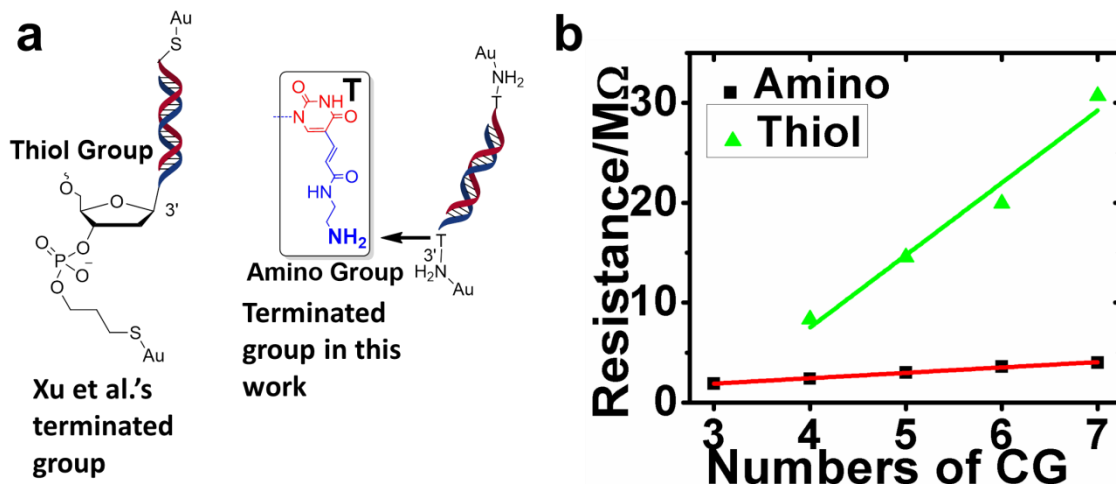 a
Au
S
Thiol Group
O
O
3'
O
P
O
−
O
S
Au
Xu et al.'s
terminated
group
T
O
NH
N
O
O
HN
NH₂
Amino Group
Terminated
group in this
work
Au
NH₂
T
T
3'
H₂N
Au
b
Resistance/MΩ
30
20
10
0
Amino
Thiol
3 4 5 6 7
Numbers of CG